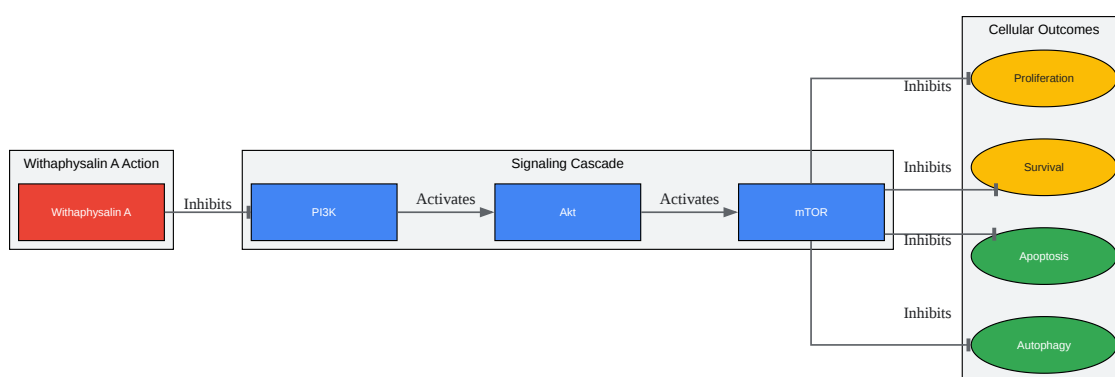 Cellular Outcomes
Proliferation
Inhibits
Withaphysalin A Action
Signaling Cascade
Inhibits
Survival
Withaphysalin A
Inhibits
PI3K
Activates
Akt
Activates
mTOR
Inhibits
Apoptosis
Inhibits
Autophagy